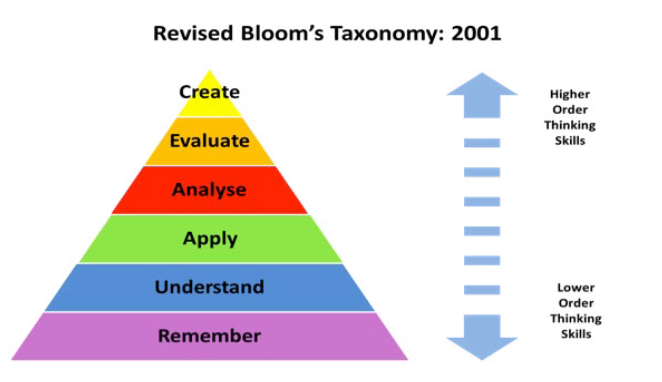 Revised Bloom's Taxonomy: 2001
Create
Evaluate
Analyse
Apply
Understand
Remember
Higher
Order
Thinking
Skills
Lower
Order
Thinking
Skills